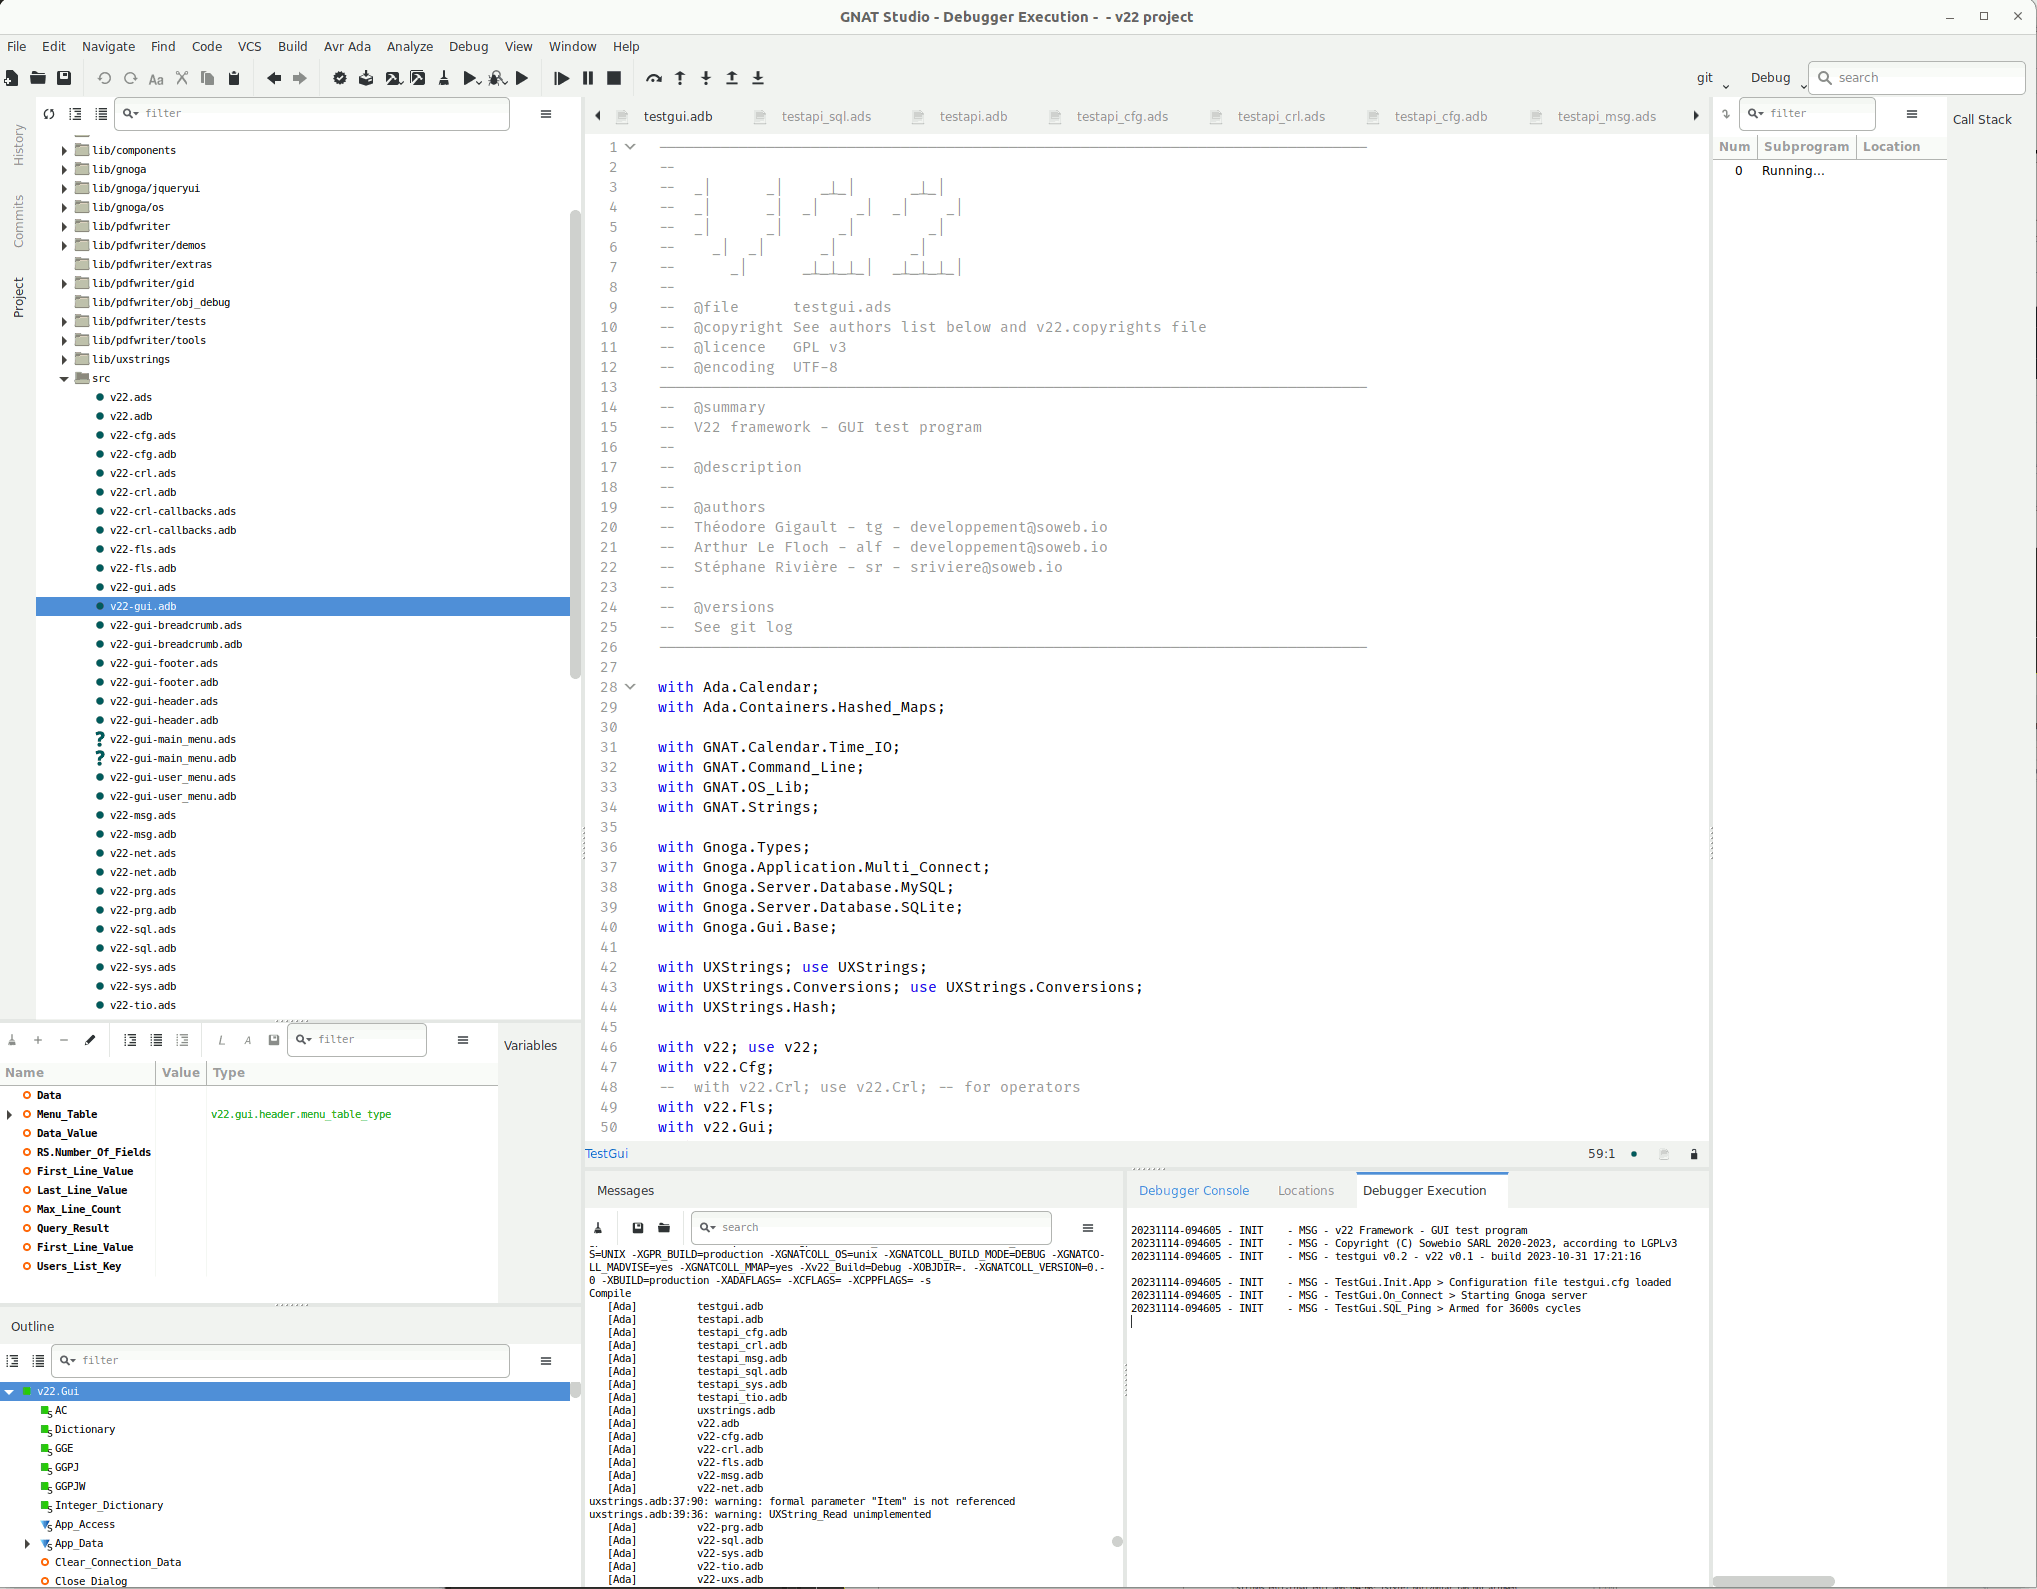 GNAT Studio - Debugger Execution - - v22 project
File Edit Navigate Find Code VCS Build Avr Ada Analyze Debug View Window Help
git Debug search
History
Commits
Project
filter
lib/components
lib/gnoga
lib/gnoga/jqueryui
lib/gnoga/os
lib/pdfwriter
lib/pdfwriter/demos
lib/pdfwriter/extras
lib/pdfwriter/gid
lib/pdfwriter/obj_debug
lib/pdfwriter/tests
lib/pdfwriter/tools
lib/uxstrings
src
v22.ads
v22.adb
v22-cfg.ads
v22-cfg.adb
v22-crl.ads
v22-crl.adb
v22-crl-callbacks.ads
v22-crl-callbacks.adb
v22-fls.ads
v22-fls.adb
v22-gui.ads
v22-gui.adb
v22-gui-breadcrumb.ads
v22-gui-breadcrumb.adb
v22-gui-footer.ads
v22-gui-footer.adb
v22-gui-header.ads
v22-gui-header.adb
v22-gui-main_menu.ads
v22-gui-main_menu.adb
v22-gui-user_menu.ads
v22-gui-user_menu.adb
v22-msg.ads
v22-msg.adb
v22-net.ads
v22-net.adb
v22-prg.ads
v22-prg.adb
v22-sql.ads
v22-sql.adb
v22-sys.ads
v22-sys.adb
v22-tio.ads
filter
Variables
Name Value Type
Data
Menu_Table v22.gui.header.menu_table_type
Data_Value
RS.Number_Of_Fields
First_Line_Value
Last_Line_Value
Max_Line_Count
Query_Result
First_Line_Value
Users_List_Key
Outline
filter
v22.Gui
AC
Dictionary
GGE
GGPJ
GGPJW
Integer_Dictionary
App_Access
App_Data
Clear_Connection_Data
Close_Dialog
testgui.adb testapi_sql.ads testapi.adb testapi_cfg.ads testapi_crl.ads testapi_cfg.adb testapi_msg.ads
1
2 --
3 -- _| _| _|_| _|_|
4 -- _| _| _| _| _| _|
5 -- _| _| _| _|
6 -- _| _| _| _|
7 -- _| _|_|_|_| _|_|_|_|
8 --
9 -- @file testgui.ads
10 -- @copyright See authors list below and v22.copyrights file
11 -- @licence GPL v3
12 -- @encoding UTF-8
13
14 -- @summary
15 -- V22 framework - GUI test program
16 --
17 -- @description
18 --
19 -- @authors
20 -- Théodore Gigault - tg - developpement@soweb.io
21 -- Arthur Le Floch - alf - developpement@soweb.io
22 -- Stéphane Rivière - sr - sriviere@soweb.io
23 --
24 -- @versions
25 -- See git log
26
27
28 with Ada.Calendar;
29 with Ada.Containers.Hashed_Maps;
30
31 with GNAT.Calendar.Time_IO;
32 with GNAT.Command_Line;
33 with GNAT.OS_Lib;
34 with GNAT.Strings;
35
36 with Gnoga.Types;
37 with Gnoga.Application.Multi_Connect;
38 with Gnoga.Server.Database.MySQL;
39 with Gnoga.Server.Database.SQLite;
40 with Gnoga.Gui.Base;
41
42 with UXStrings; use UXStrings;
43 with UXStrings.Conversions; use UXStrings.Conversions;
44 with UXStrings.Hash;
45
46 with v22; use v22;
47 with v22.Cfg;
48 -- with v22.Crl; use v22.Crl; -- for operators
49 with v22.Fls;
50 with v22.Gui;
TestGui 59:1
Messages
search
S=UNIX -XGPR_BUILD=production -XGNATCOLL_OS=unix -XGNATCOLL_BUILD_MODE=DEBUG -XGNATCO-
LL_MADVISE=yes -XGNATCOLL_MMAP=yes -Xv22_Build=Debug -XOBJDIR=. -XGNATCOLL_VERSION=0.-
0 -XBUILD=production -XADAFLAGS= -XCFLAGS= -XCPPFLAGS= -s
Compile
[Ada] testgui.adb
[Ada] testapi.adb
[Ada] testapi_cfg.adb
[Ada] testapi_crl.adb
[Ada] testapi_msg.adb
[Ada] testapi_sql.adb
[Ada] testapi_sys.adb
[Ada] testapi_tio.adb
[Ada] uxstrings.adb
[Ada] v22.adb
[Ada] v22-cfg.adb
[Ada] v22-crl.adb
[Ada] v22-fls.adb
[Ada] v22-msg.adb
[Ada] v22-net.adb
uxstrings.adb:37:90: warning: formal parameter "Item" is not referenced
uxstrings.adb:39:36: warning: UXString_Read unimplemented
[Ada] v22-prg.adb
[Ada] v22-sql.adb
[Ada] v22-sys.adb
[Ada] v22-tio.adb
[Ada] v22-uxs.adb
Debugger Console Locations Debugger Execution
20231114-094605 - INIT - MSG - v22 Framework - GUI test program
20231114-094605 - INIT - MSG - Copyright (C) Sowebio SARL 2020-2023, according to LGPLv3
20231114-094605 - INIT - MSG - testgui v0.2 - v22 v0.1 - build 2023-10-31 17:21:16
20231114-094605 - INIT - MSG - TestGui.Init.App > Configuration file testgui.cfg loaded
20231114-094605 - INIT - MSG - TestGui.On_Connect > Starting Gnoga server
20231114-094605 - INIT - MSG - TestGui.SQL_Ping > Armed for 3600s cycles
filter
Call Stack
Num Subprogram Location
0 Running...